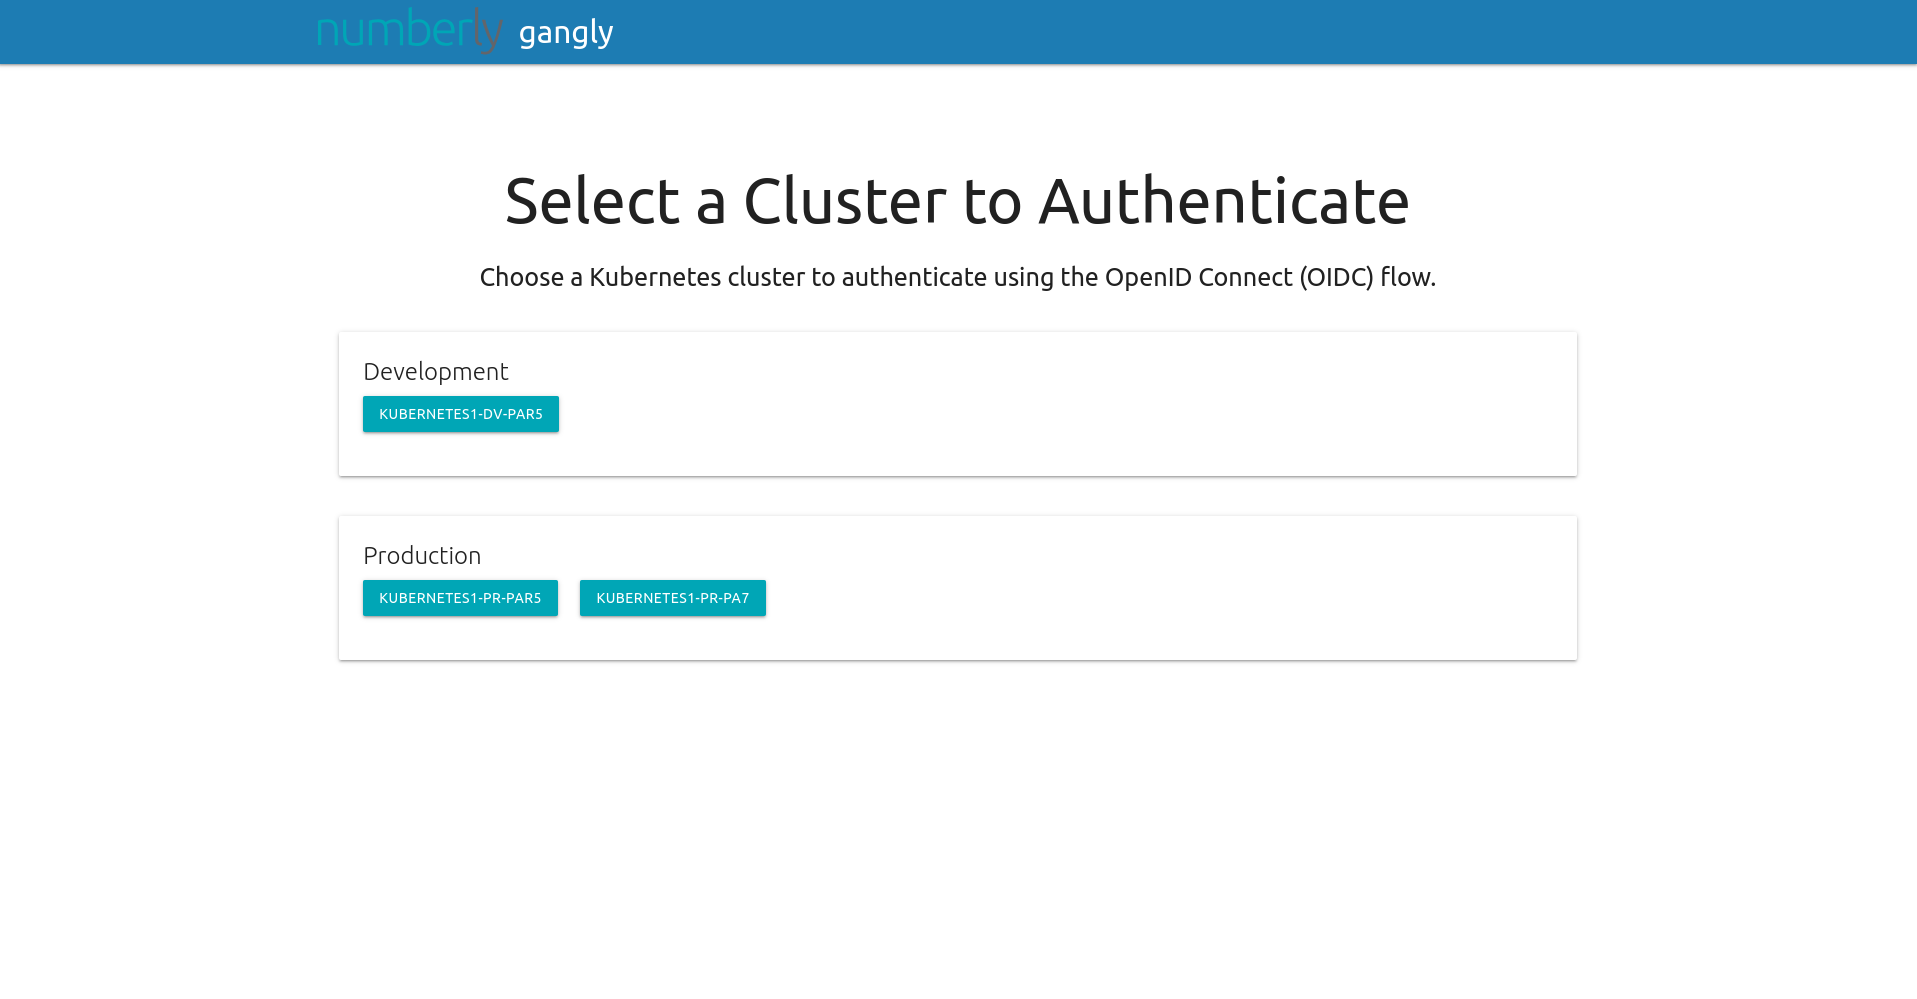 numberly gangly
Select a Cluster to Authenticate
Choose a Kubernetes cluster to authenticate using the OpenID Connect (OIDC) flow.
Development
KUBERNETES1-DV-PAR5
Production
KUBERNETES1-PR-PAR5 KUBERNETES1-PR-PA7